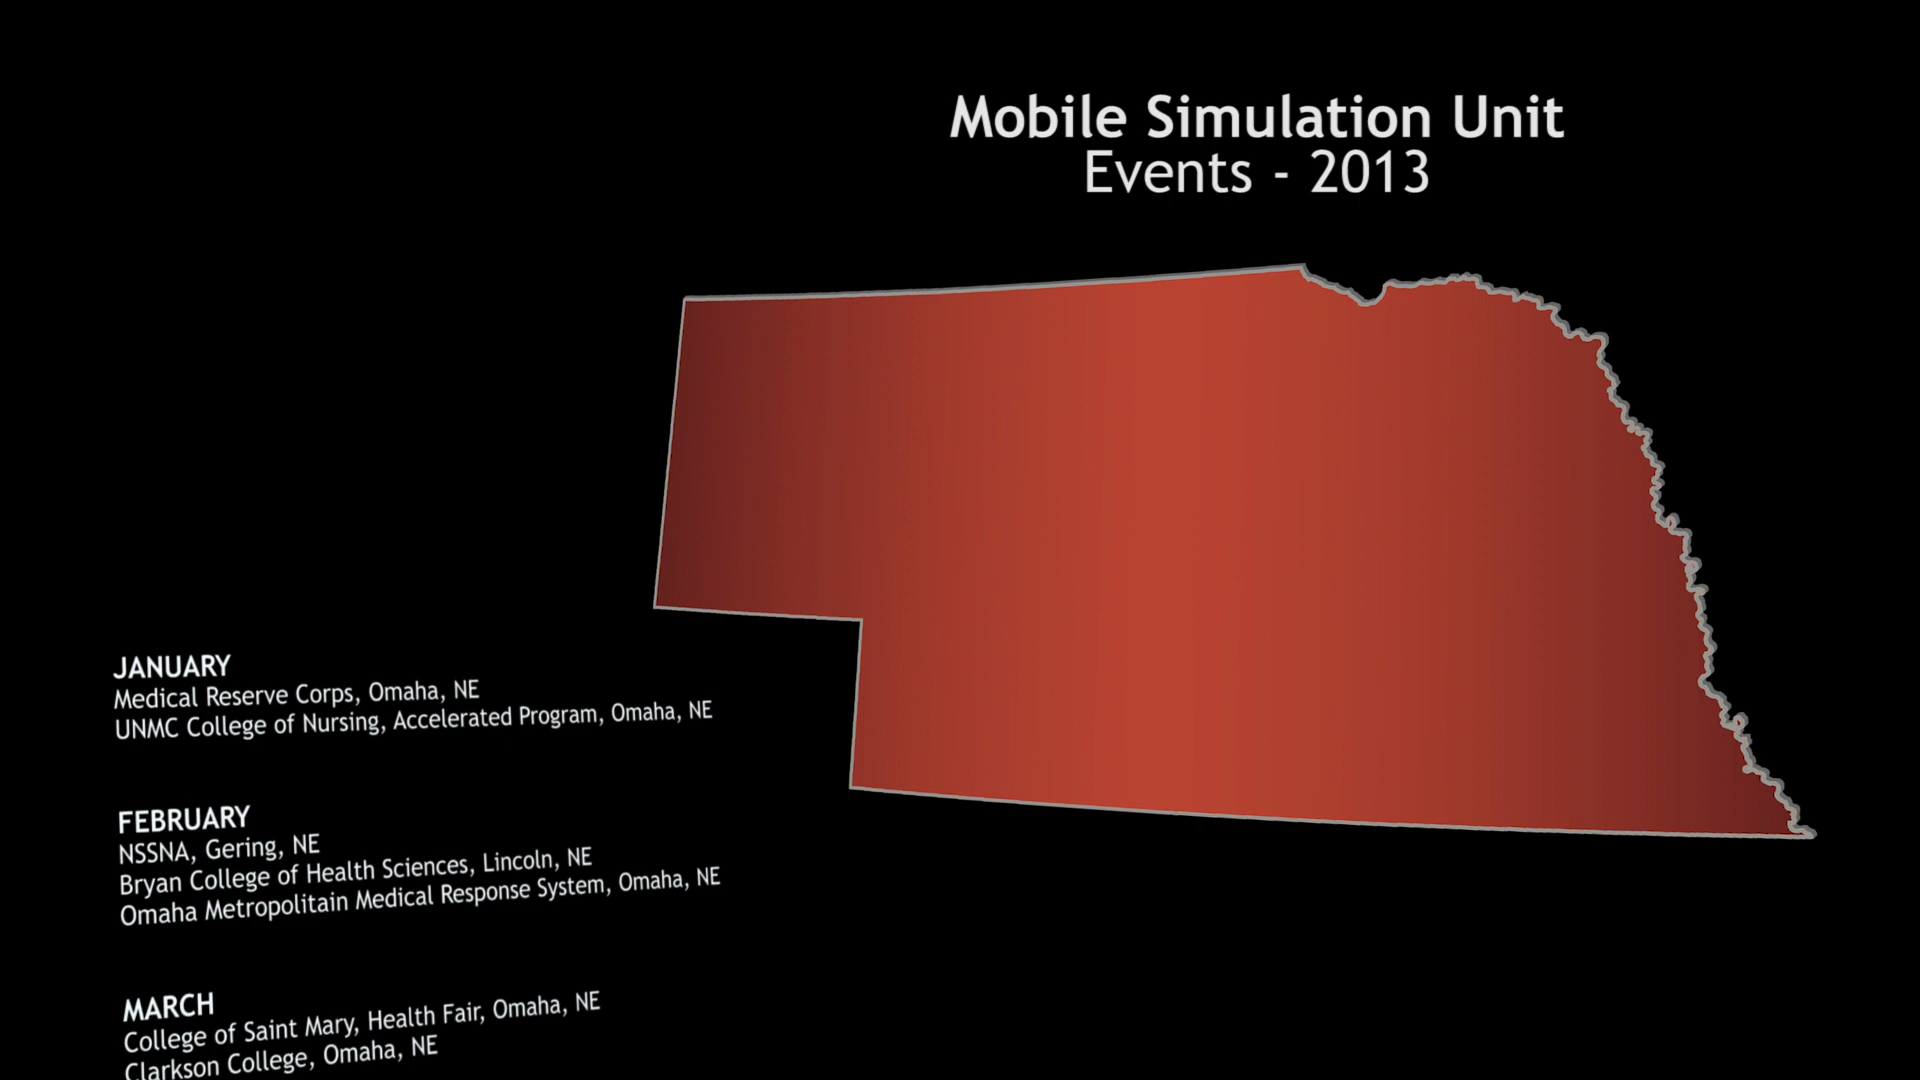 Mobile Simulation Unit
Events - 2013
JANUARY
Medical Reserve Corps, Omaha, NE
UNMC College of Nursing, Accelerated Program, Omaha, NE
FEBRUARY
NSSNA, Gering, NE
Bryan College of Health Sciences, Lincoln, NE
Omaha Metropolitain Medical Response System, Omaha, NE
MARCH
College of Saint Mary, Health Fair, Omaha, NE
Clarkson College, Omaha, NE